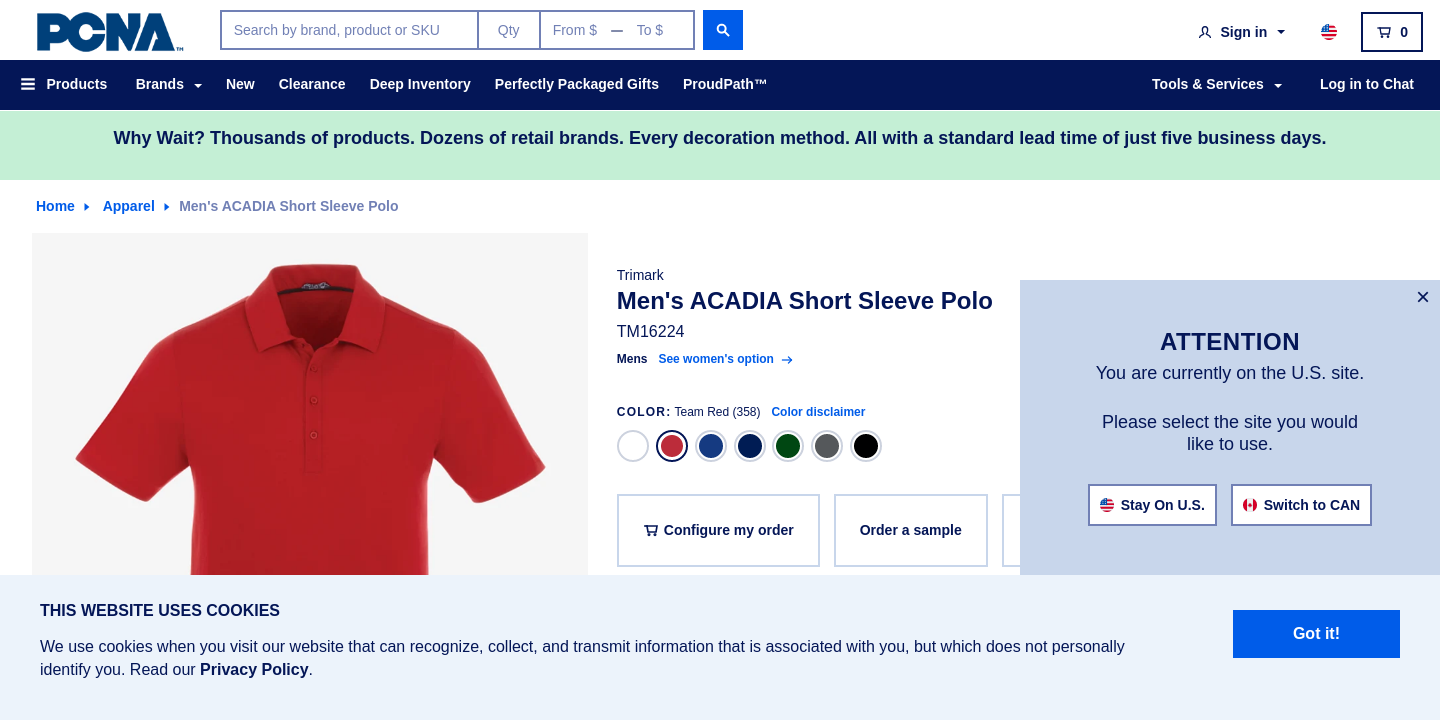 PCNA™
Search by brand, product or SKU
Qty
From $ — To $
Sign in
0
Products
Brands
New
Clearance
Deep Inventory
Perfectly Packaged Gifts
ProudPath™
Tools & Services
Log in to Chat
Why Wait? Thousands of products. Dozens of retail brands. Every decoration method. All with a standard lead time of just five business days.
Home
Apparel
Men's ACADIA Short Sleeve Polo
Trimark
Men's ACADIA Short Sleeve Polo
TM16224
Mens See women's option
COLOR: Team Red (358) Color disclaimer
Configure my order
Order a sample
×
ATTENTION
You are currently on the U.S. site.
Please select the site you would
like to use.
Stay On U.S.
Switch to CAN
THIS WEBSITE USES COOKIES
We use cookies when you visit our website that can recognize, collect, and transmit information that is associated with you, but which does not personally
identify you. Read our Privacy Policy.
Got it!